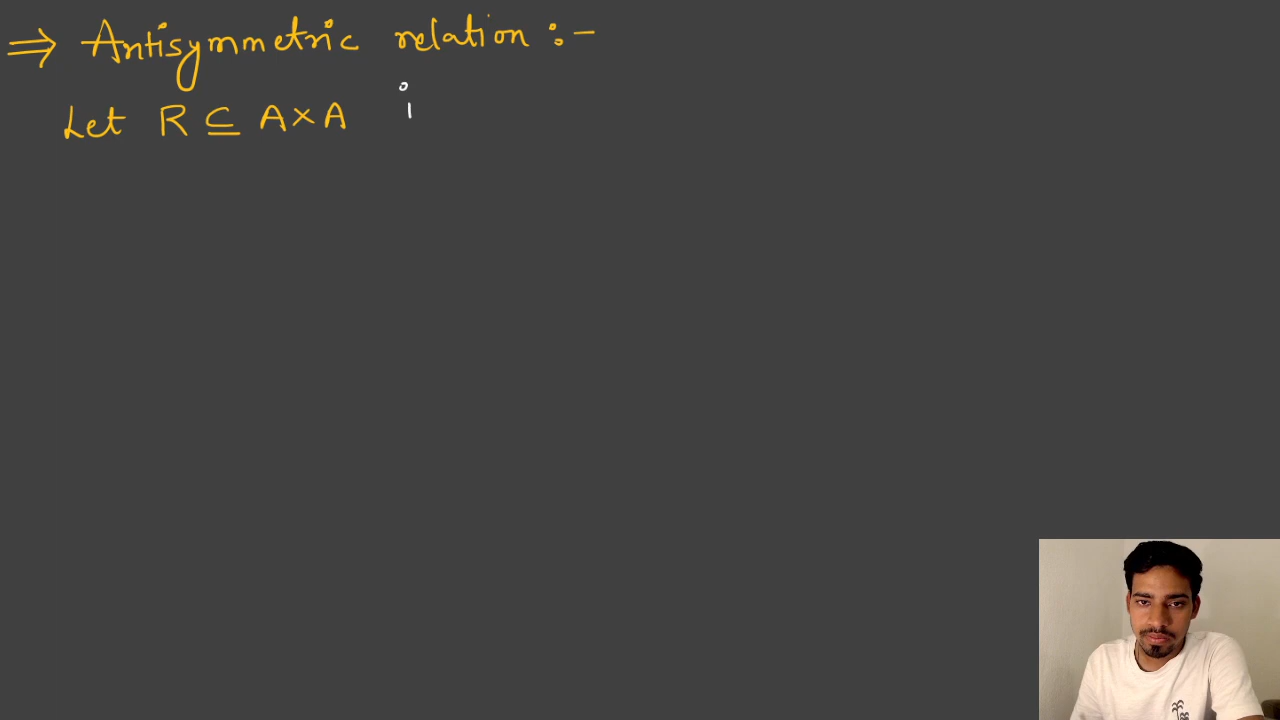 ⇒ Antisymmetric relation :-
Let R ⊆ A×A i